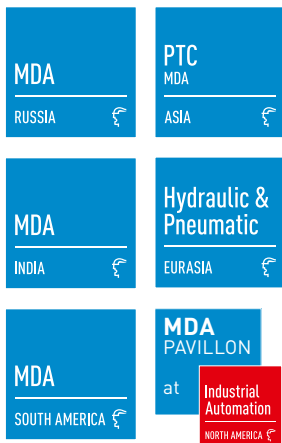 MDA
RUSSIA
PTC
MDA
ASIA
MDA
INDIA
Hydraulic &
Pneumatic
EURASIA
MDA
SOUTH AMERICA
MDA
PAVILLON
at
Industrial
Automation
NORTH AMERICA